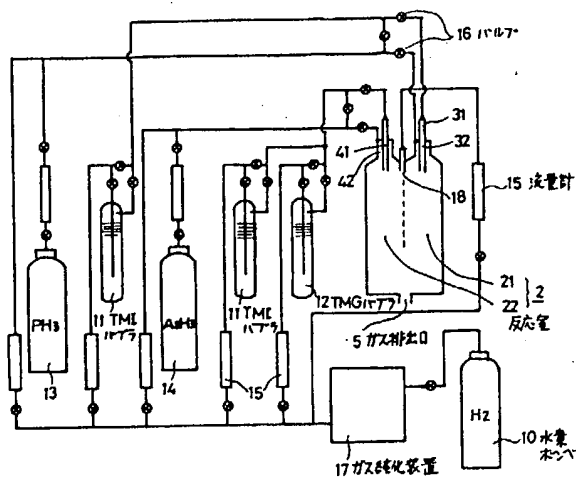 16 バルブ
31
41
32
42
18
15 流量計
11 TMI
バブラ
11 TMI
バブラ
12 TMGバブラ
21
22
2
反応室
PH3
AsH3
5 ガス排出口
13
14
15
H2
10 水素
ボンベ
17 ガス純化装置